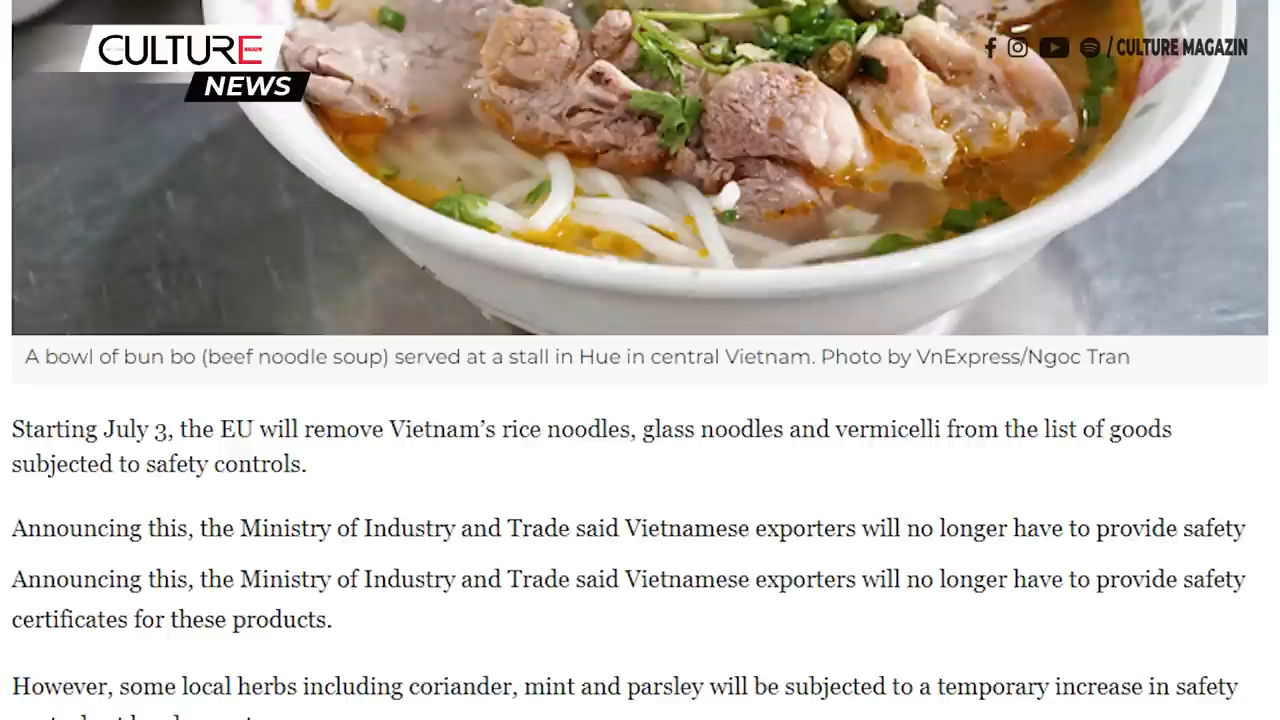 CULTURE
NEWS
/ CULTURE MAGAZIN
A bowl of bun bo (beef noodle soup) served at a stall in Hue in central Vietnam. Photo by VnExpress/Ngoc Tran
Starting July 3, the EU will remove Vietnam’s rice noodles, glass noodles and vermicelli from the list of goods
subjected to safety controls.
Announcing this, the Ministry of Industry and Trade said Vietnamese exporters will no longer have to provide safety
Announcing this, the Ministry of Industry and Trade said Vietnamese exporters will no longer have to provide safety
certificates for these products.
However, some local herbs including coriander, mint and parsley will be subjected to a temporary increase in safety